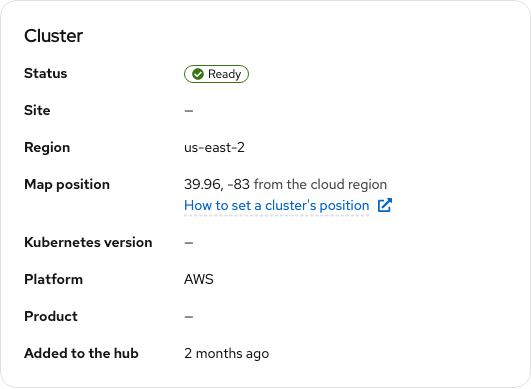 Cluster
Status Ready
Site –
Region us-east-2
Map position 39.96, -83 from the cloud region
How to set a cluster's position
Kubernetes version –
Platform AWS
Product –
Added to the hub 2 months ago